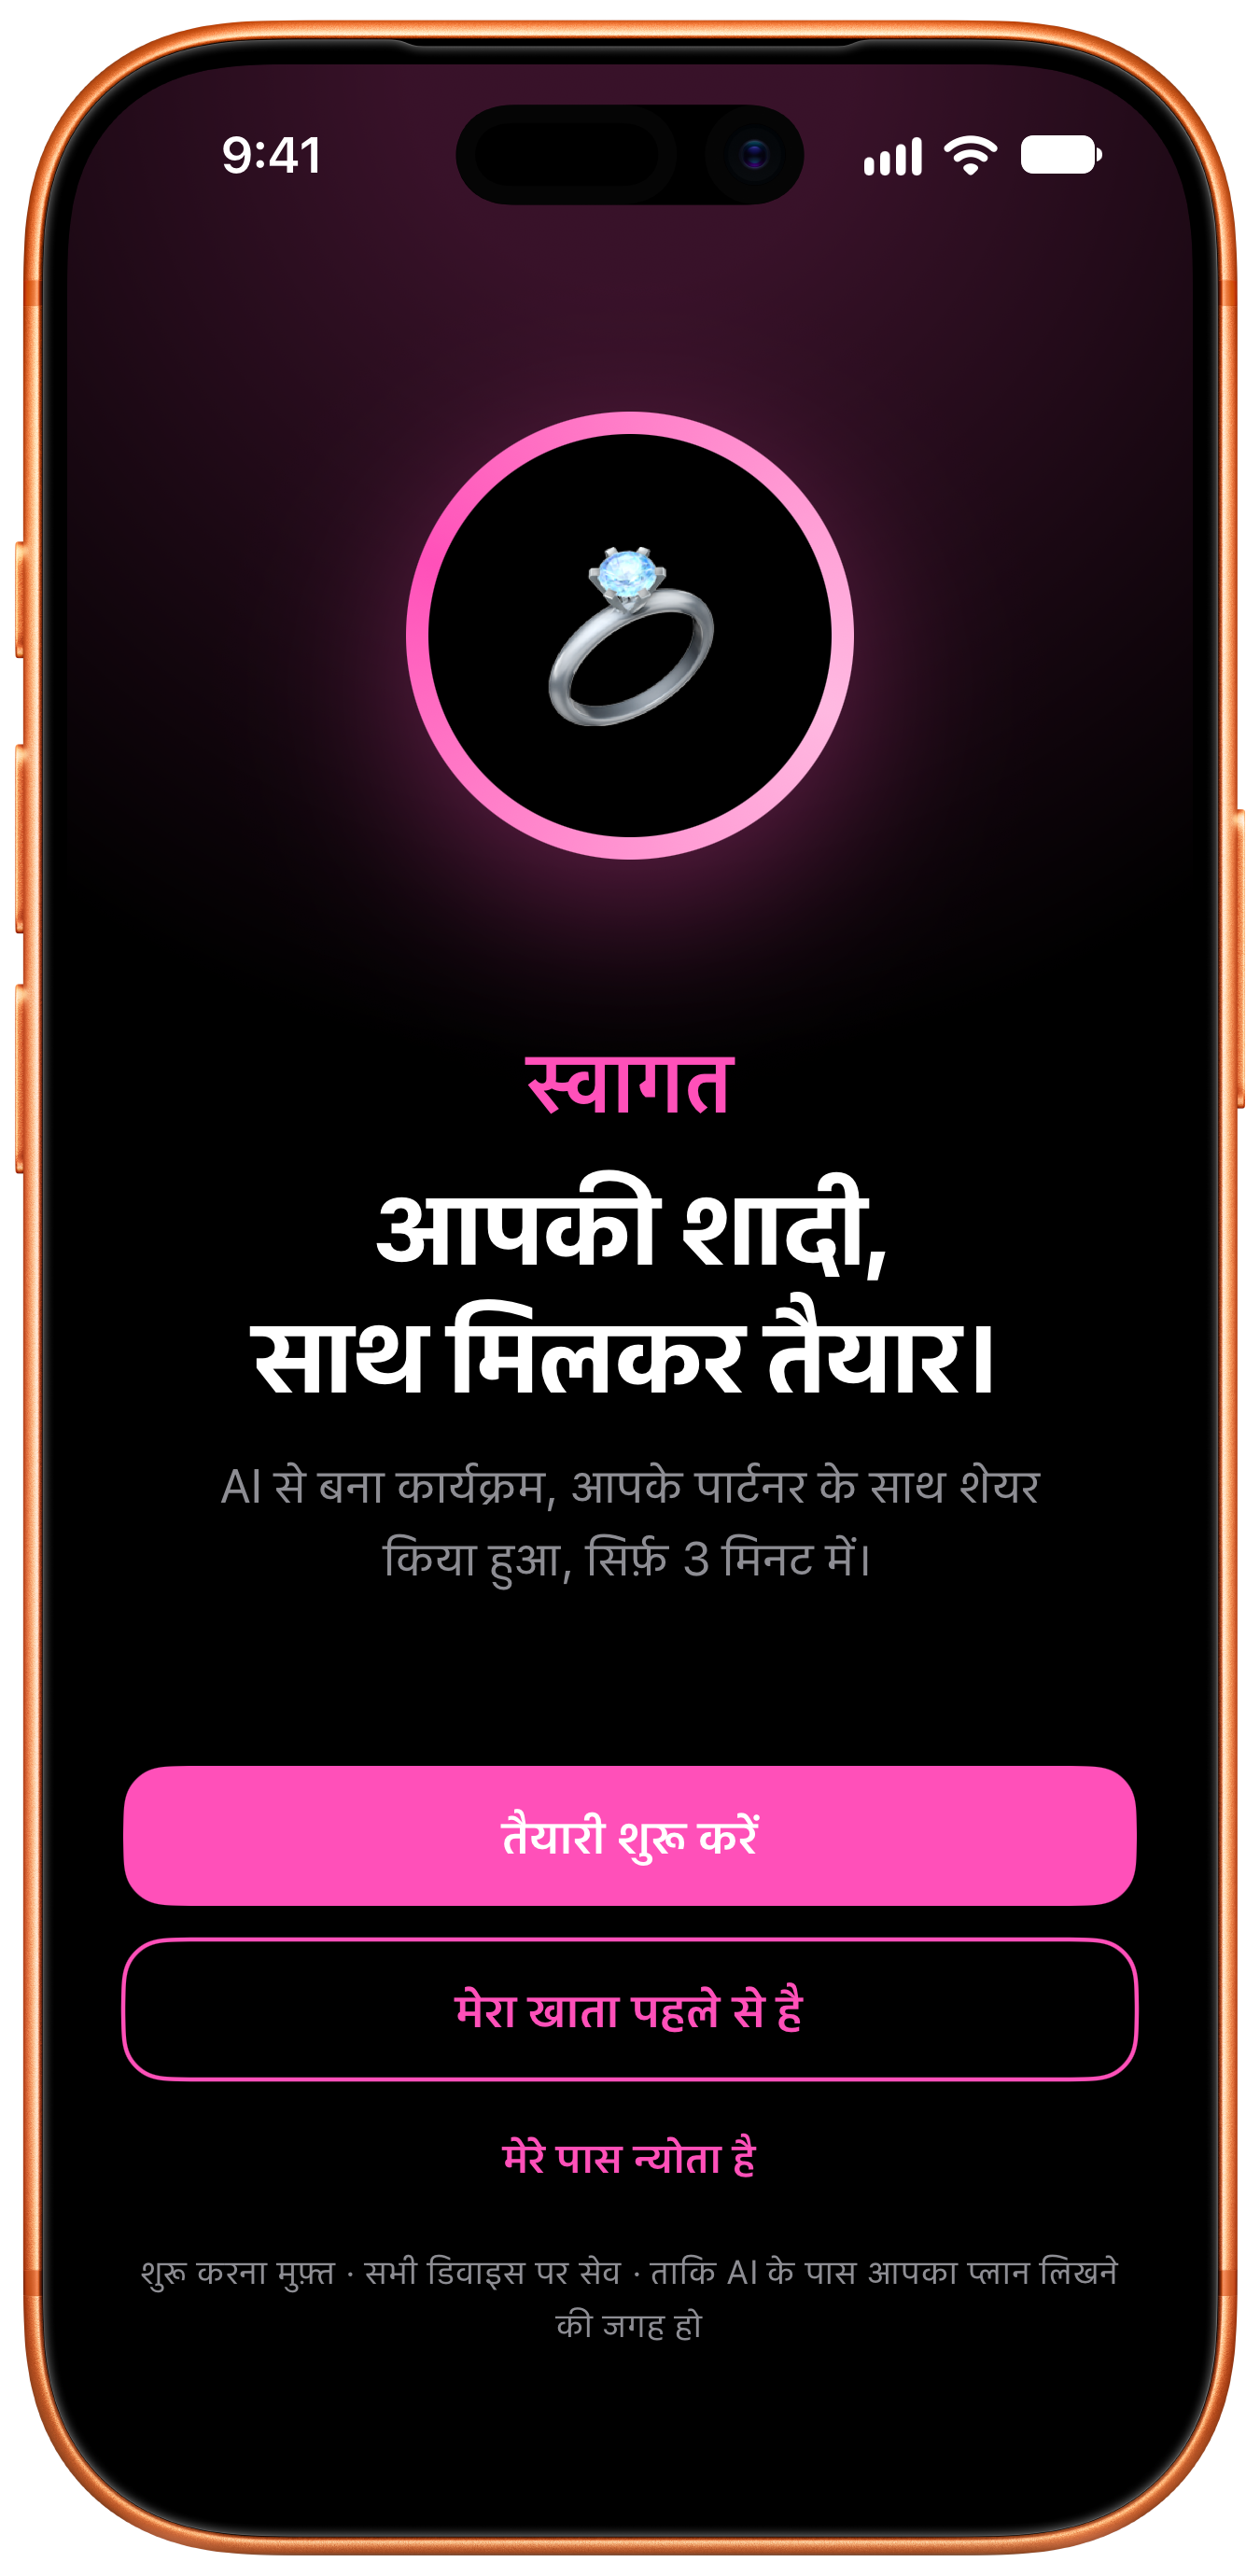 9:41
स्वागत
आपकी शादी,
साथ मिलकर तैयार।
AI से बना कार्यक्रम, आपके पार्टनर के साथ शेयर
किया हुआ, सिर्फ़ 3 मिनट में।
तैयारी शुरू करें
मेरा खाता पहले से है
मेरे पास न्योता है
शुरू करना मुफ़्त · सभी डिवाइस पर सेव · ताकि AI के पास आपका प्लान लिखने
की जगह हो